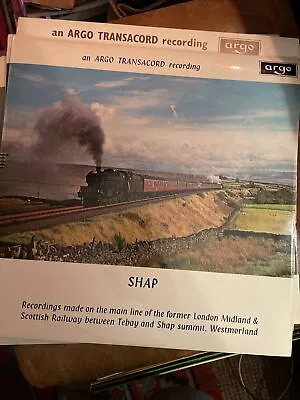 an ARGO TRANSACORD recording
argo
an ARGO TRANSACORD recording
argo
SHAP
Recordings made on the main line of the former London Midland &
Scottish Railway between Tebay and Shap summit, Westmorland